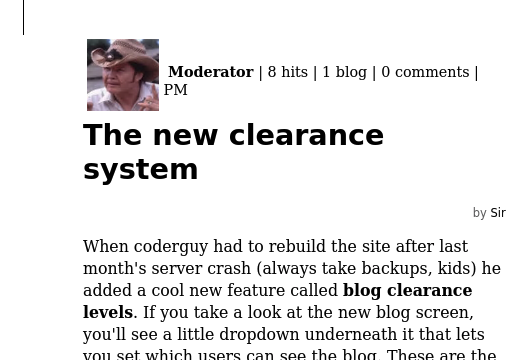 Moderator | 8 hits | 1 blog | 0 comments |
PM
The new clearance
system
by Sir
When coderguy had to rebuild the site after last
month's server crash (always take backups, kids) he
added a cool new feature called blog clearance
levels. If you take a look at the new blog screen,
you'll see a little dropdown underneath it that lets
you set which users can see the blog. These are the